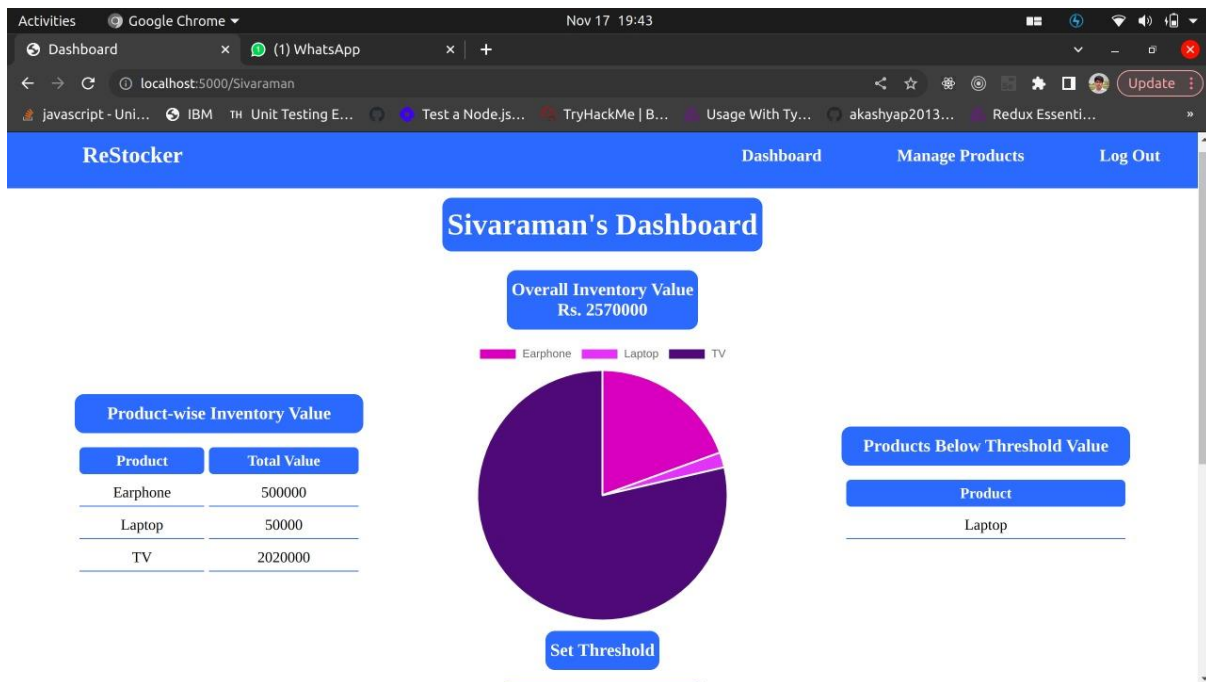 Activities Google Chrome Nov 17 19:43
Dashboard (1) WhatsApp
localhost:5000/Sivaraman Update
javascript - Uni... IBM TH Unit Testing E... Test a Node.js... TryHackMe | B... Usage With Ty... akashyap2013... Redux Essenti... »
ReStocker Dashboard Manage Products Log Out
Sivaraman's Dashboard
Overall Inventory Value
Rs. 2570000
Earphone Laptop TV
Product-wise Inventory Value
Product Total Value
Earphone 500000
Laptop 50000
TV 2020000
Products Below Threshold Value
Product
Laptop
Set Threshold